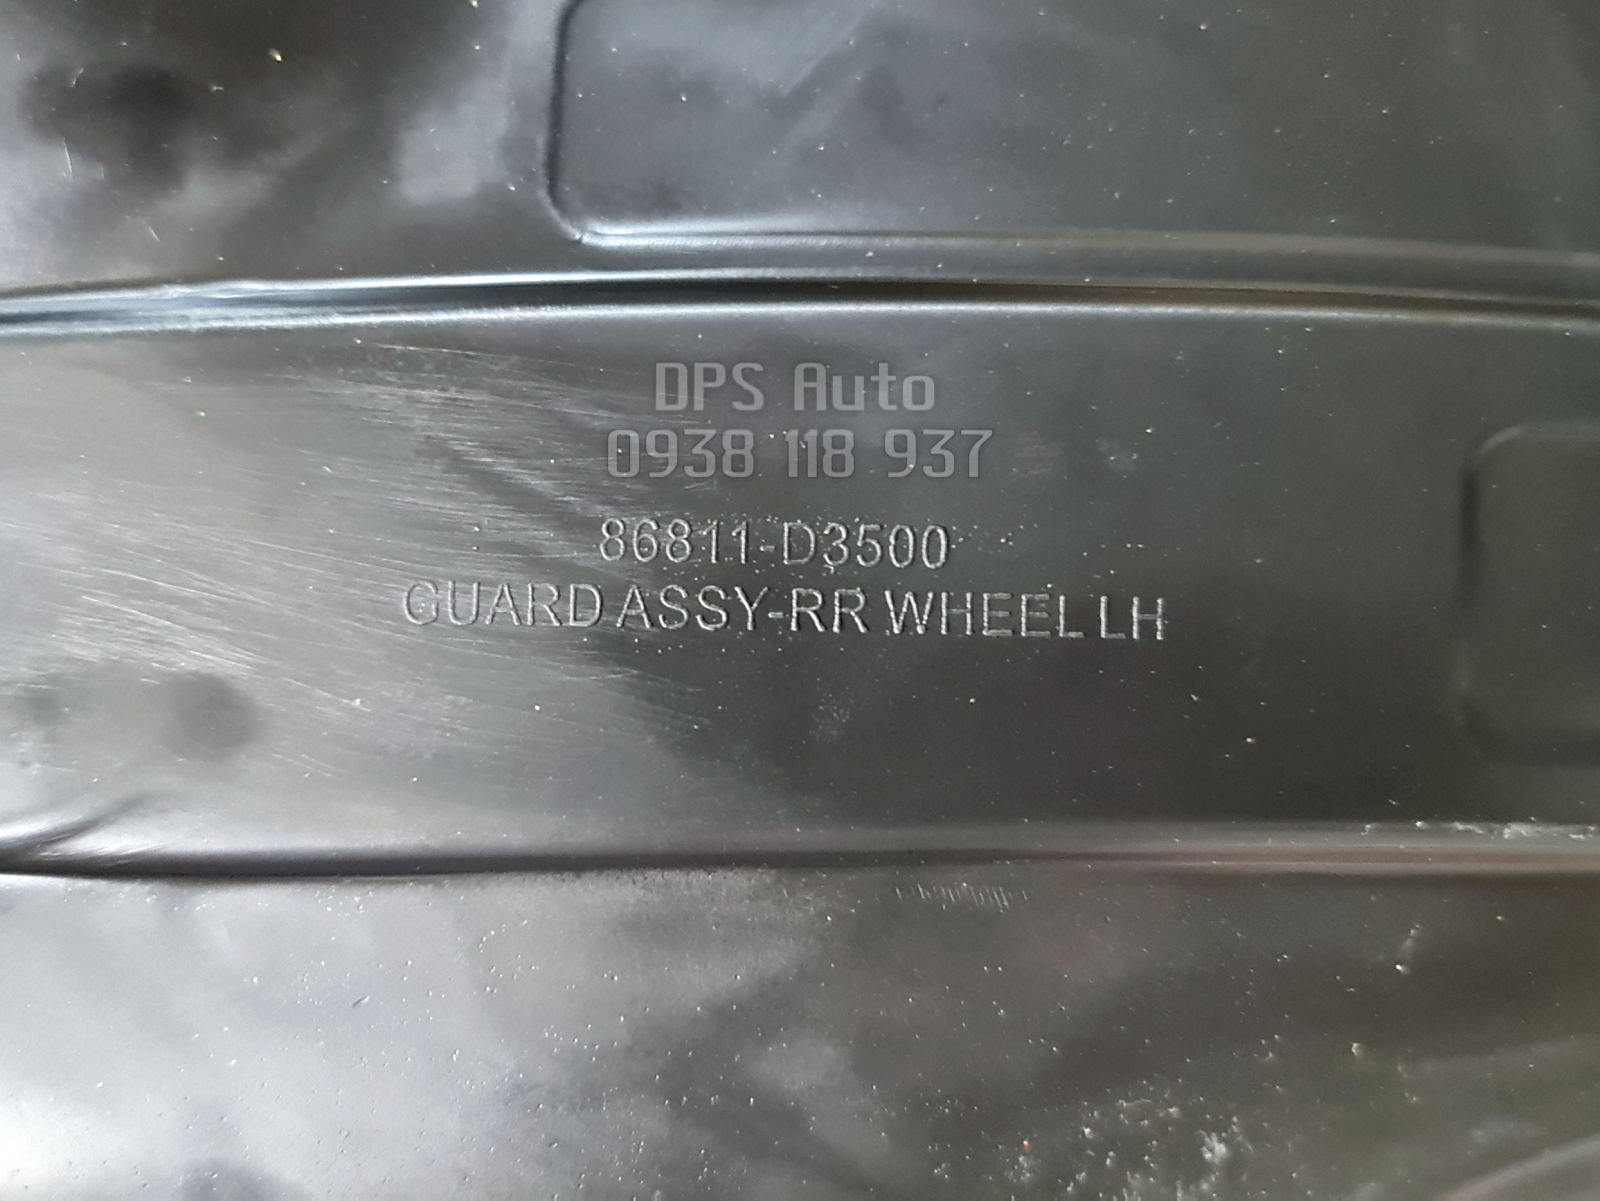 DPS Auto
0938 118 937
86811-D3500
GUARD ASSY-RR WHEEL LH